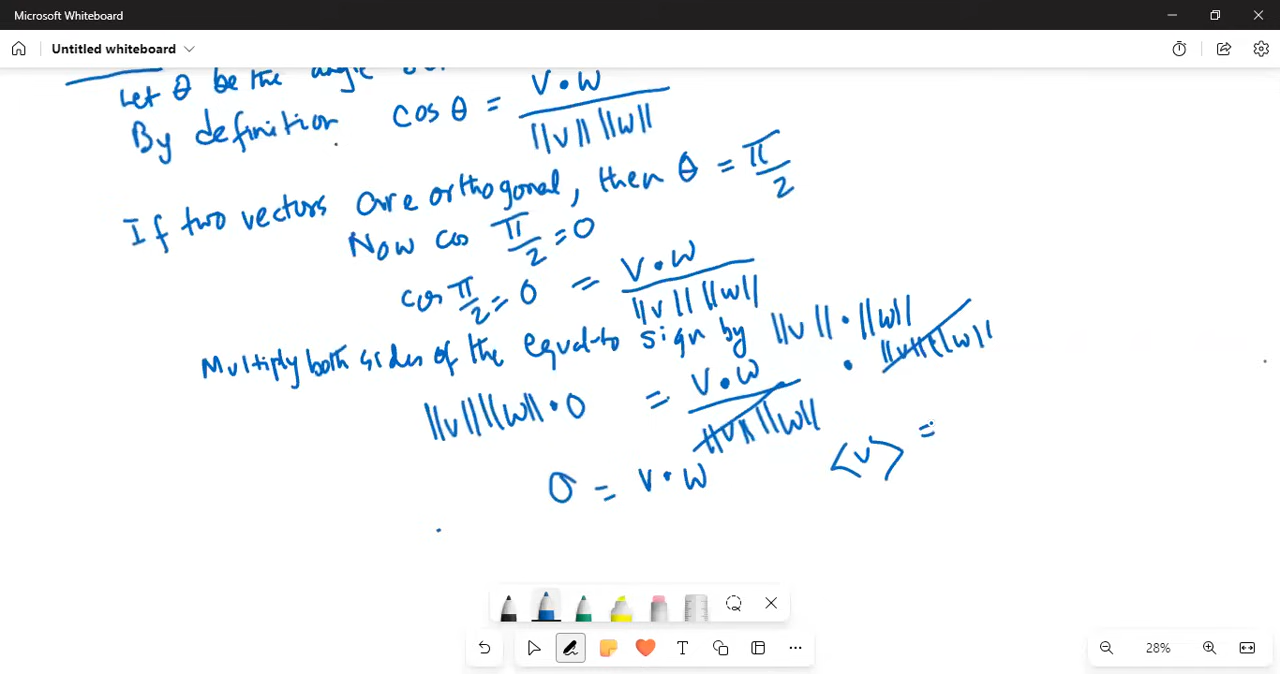 Microsoft Whiteboard
Untitled whiteboard
Let θ be the angle
By definition cos θ = v • w / ||v|| ||w||
If two vectors are orthogonal, then θ = π/2
Now cos π/2 = 0
cos π/2 = 0 = v • w / ||v|| ||w||
Multiply both sides of the equal-to sign by ||v|| • ||w||
||v|| ||w|| • 0 = v • w / ||v|| ||w|| • ||v|| ||w||
0 = v • w
<v> =
28%